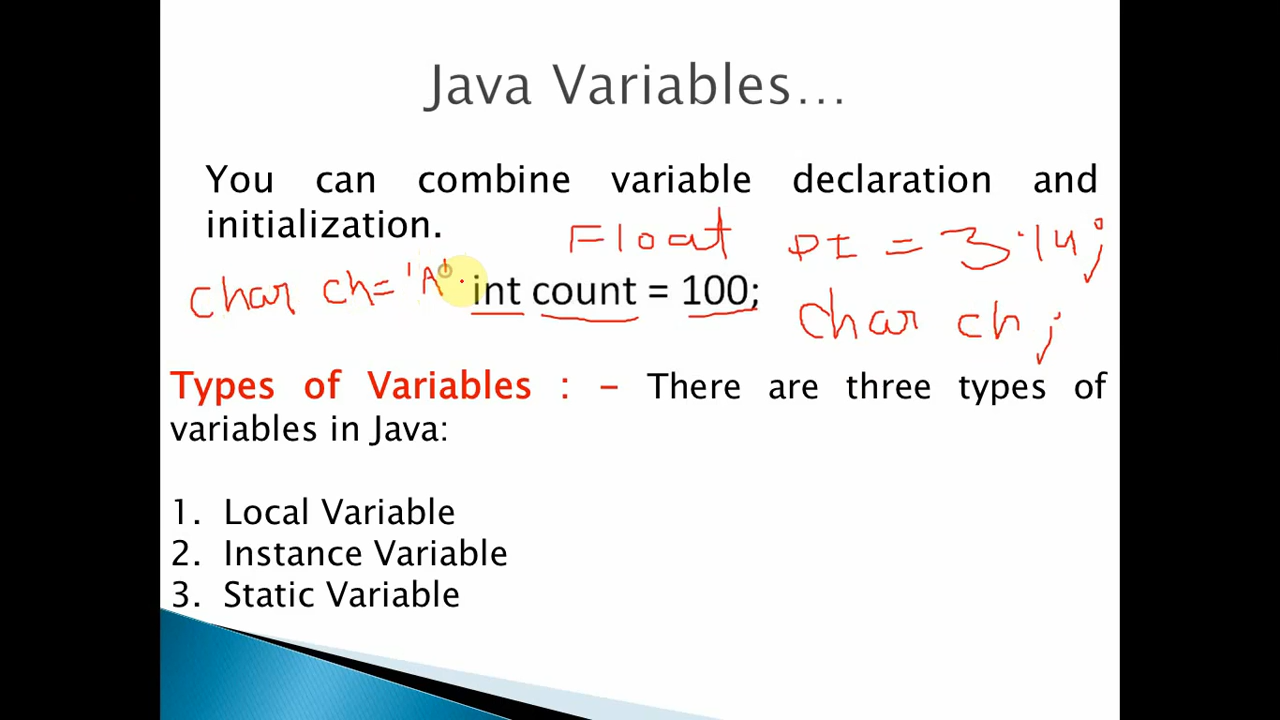 Java Variables...
You can combine variable declaration and
initialization.
Float PI = 3.14;
char ch= 'A'
int count = 100;
char ch;
Types of Variables : - There are three types of
variables in Java:
1. Local Variable
2. Instance Variable
3. Static Variable